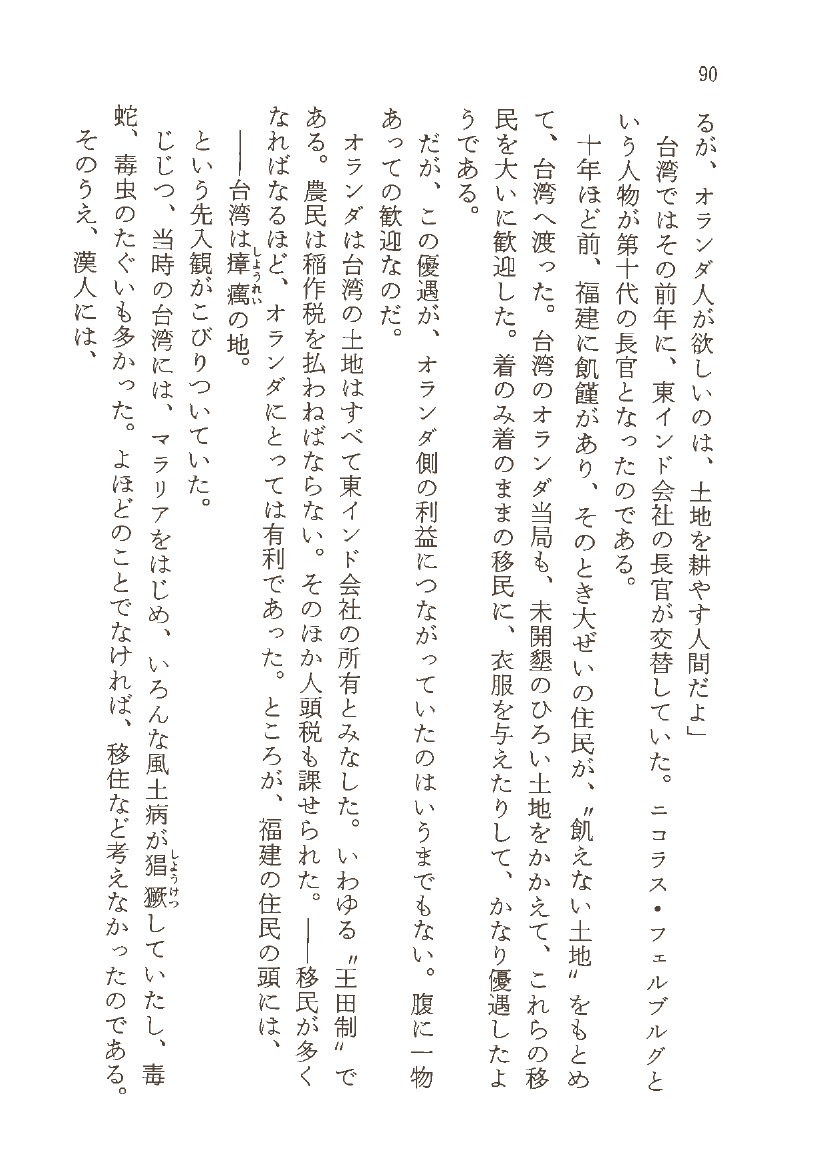 90
るが、オランダ人が欲しいのは、土地を耕やす人間だよ」
台湾ではその前年に、東インド会社の長官が交替していた。ニコラス・フェルブルグと
いう人物が第十代の長官となったのである。
十年ほど前、福建に飢饉があり、そのとき大ぜいの住民が、〝飢えない土地〟をもとめ
て、台湾へ渡った。台湾のオランダ当局も、未開墾のひろい土地をかかえて、これらの移
民を大いに歓迎した。着のみ着のままの移民に、衣服を与えたりして、かなり優遇したよ
うである。
だが、この優遇が、オランダ側の利益につながっていたのはいうまでもない。腹に一物
あっての歓迎なのだ。
オランダは台湾の土地はすべて東インド会社の所有とみなした。いわゆる〝王田制〟で
ある。農民は稲作税を払わねばならない。そのほか人頭税も課せられた。――移民が多く
なればなるほど、オランダにとっては有利であった。ところが、福建の住民の頭には、
――台湾は瘴癘の地。
しようれい
という先入観がこびりついていた。
じじつ、当時の台湾には、マラリアをはじめ、いろんな風土病が猖獗していたし、毒
しようけつ
蛇、毒虫のたぐいも多かった。よほどのことでなければ、移住など考えなかったのである。
そのうえ、漢人には、